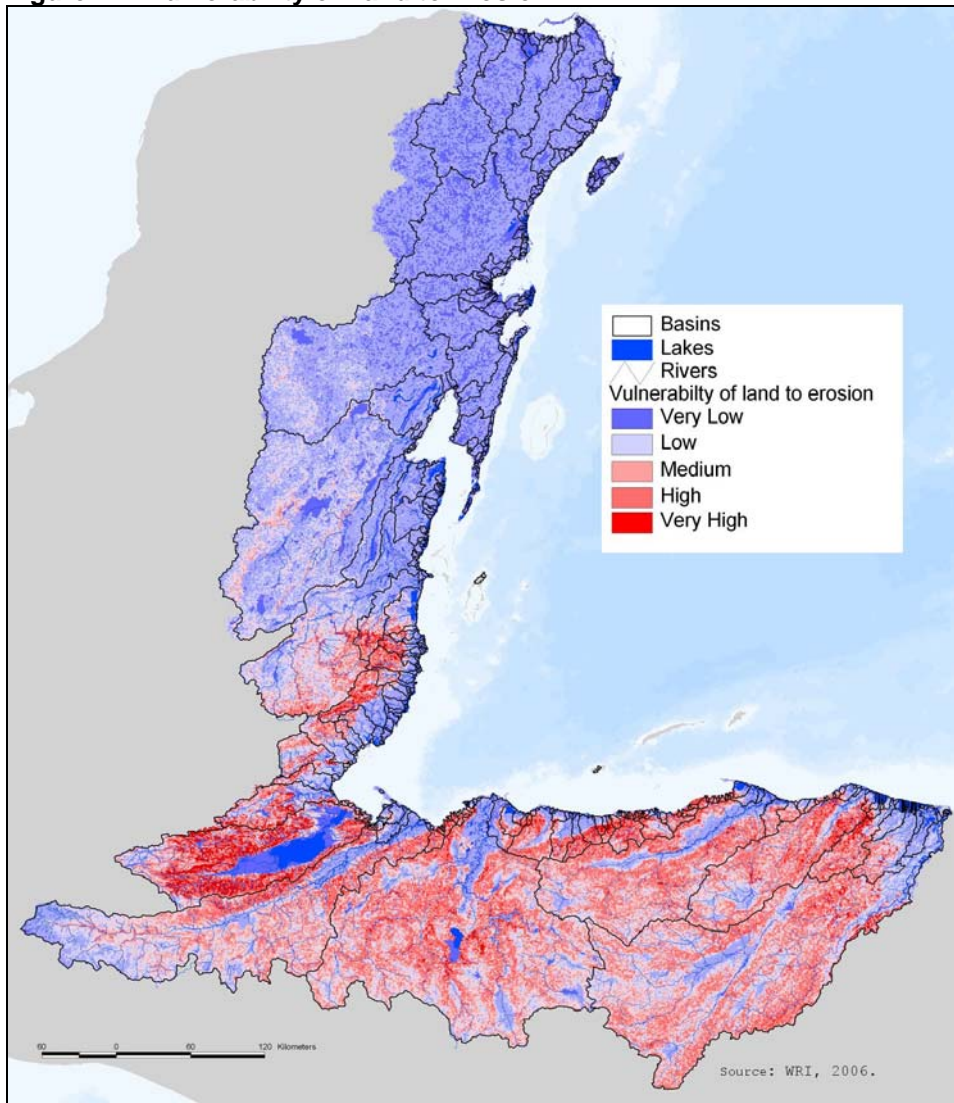 Basins
Lakes
Rivers
Vulnerabilty of land to erosion
Very Low
Low
Medium
High
Very High
60 0 60 120 Kilometers
Source: WRI, 2006.